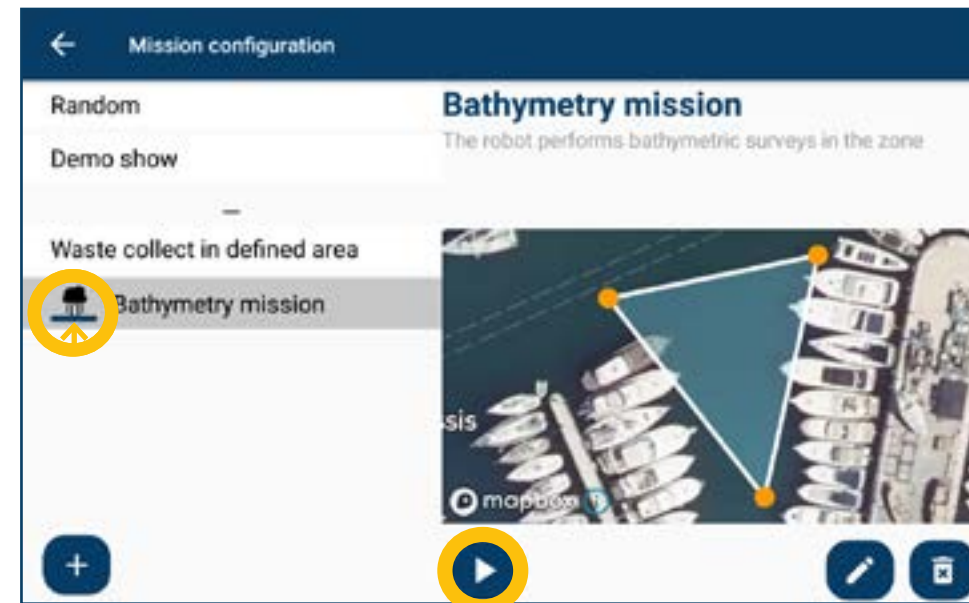 Mission configuration
Random
Demo show
Waste collect in defined area
Bathymetry mission
Bathymetry mission
The robot performs bathymetric surveys in the zone
sis
mapbox